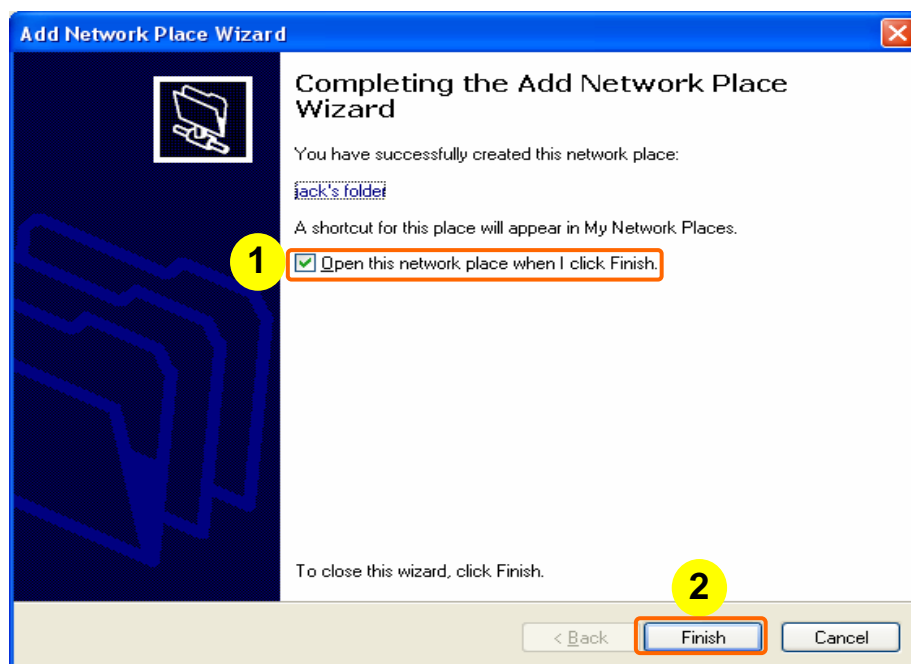 Add Network Place Wizard
Completing the Add Network Place
Wizard
You have successfully created this network place:
jack's folder
A shortcut for this place will appear in My Network Places.
1
Open this network place when I click Finish.
To close this wizard, click Finish.
2
< Back
Finish
Cancel